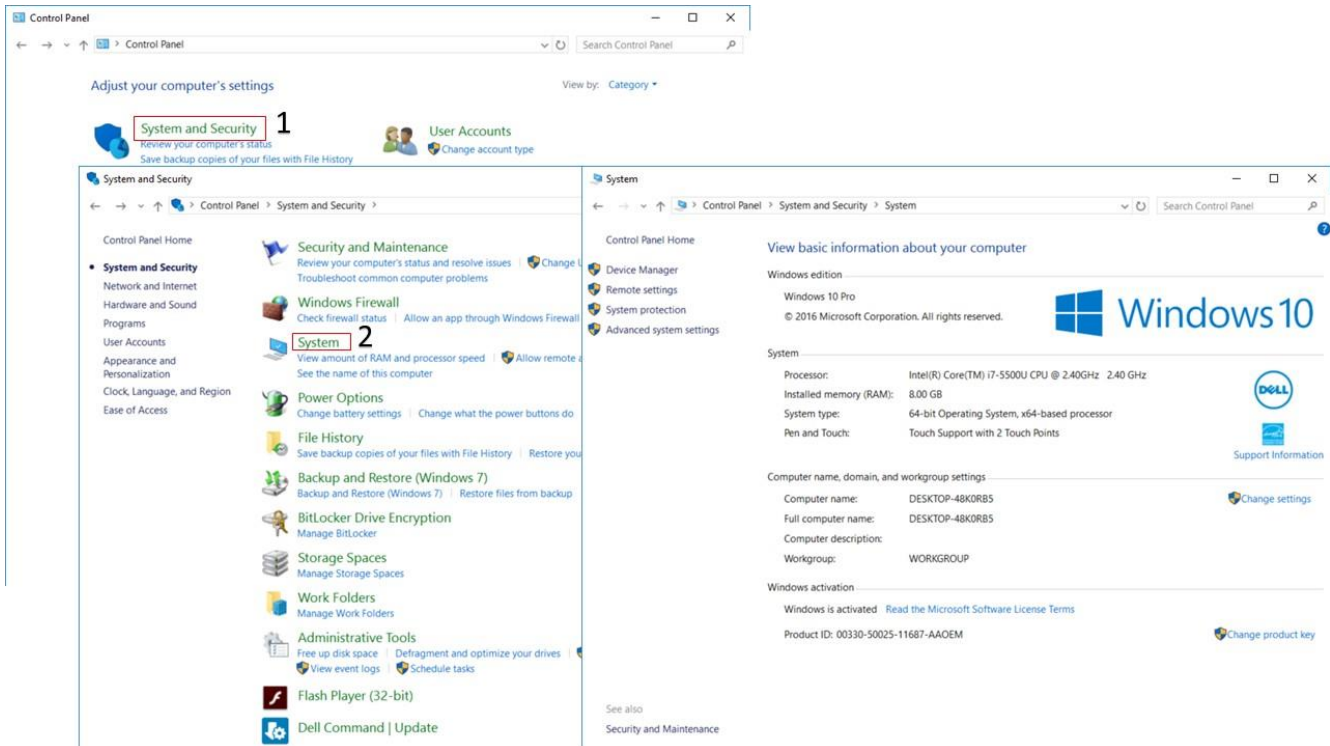 Control Panel
Control Panel
Search Control Panel
Adjust your computer's settings
View by: Category
System and Security 1
Review your computer's status
Save backup copies of your files with File History
User Accounts
Change account type
System and Security
Control Panel > System and Security >
Control Panel Home
System and Security
Network and Internet
Hardware and Sound
Programs
User Accounts
Appearance and
Personalization
Clock, Language, and Region
Ease of Access
Security and Maintenance
Review your computer's status and resolve issues Change U
Troubleshoot common computer problems
Windows Firewall
Check firewall status Allow an app through Windows Firewall
System 2
View amount of RAM and processor speed Allow remote a
See the name of this computer
Power Options
Change battery settings Change what the power buttons do
File History
Save backup copies of your files with File History Restore you
Backup and Restore (Windows 7)
Backup and Restore (Windows 7) Restore files from backup
BitLocker Drive Encryption
Manage BitLocker
Storage Spaces
Manage Storage Spaces
Work Folders
Manage Work Folders
Administrative Tools
Free up disk space Defragment and optimize your drives
View event logs Schedule tasks
Flash Player (32-bit)
Dell Command | Update
System
Control Panel > System and Security > System
Search Control Panel
Control Panel Home
Device Manager
Remote settings
System protection
Advanced system settings
See also
Security and Maintenance
View basic information about your computer
Windows edition
Windows 10 Pro
© 2016 Microsoft Corporation. All rights reserved.
Windows 10
System
Processor: Intel(R) Core(TM) i7-5500U CPU @ 2.40GHz 2.40 GHz
Installed memory (RAM): 8.00 GB
System type: 64-bit Operating System, x64-based processor
Pen and Touch: Touch Support with 2 Touch Points
DELL
Support Information
Computer name, domain, and workgroup settings
Computer name: DESKTOP-48K0RB5
Change settings
Full computer name: DESKTOP-48K0RB5
Computer description:
Workgroup: WORKGROUP
Windows activation
Windows is activated Read the Microsoft Software License Terms
Product ID: 00330-50025-11687-AAOEM
Change product key